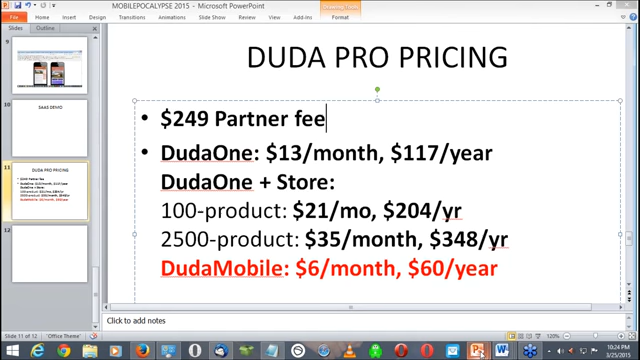 MOBILEPOCALYPSE 2015 - Microsoft PowerPoint
Drawing Tools
File
Home
Insert
Design
Transitions
Animations
Slide Show
Review
View
Format
Slides
Outline
9
10
SAAS DEMO
11
DUDA PRO PRICING
12
DUDA PRO PRICING
• $249 Partner fee
• DudaOne: $13/month, $117/year
DudaOne + Store:
100-product: $21/mo, $204/yr
2500-product: $35/month, $348/yr
DudaMobile: $6/month, $60/year
Click to add notes
Slide 11 of 12
"Office Theme"
128%
10:24 PM
3/25/2015